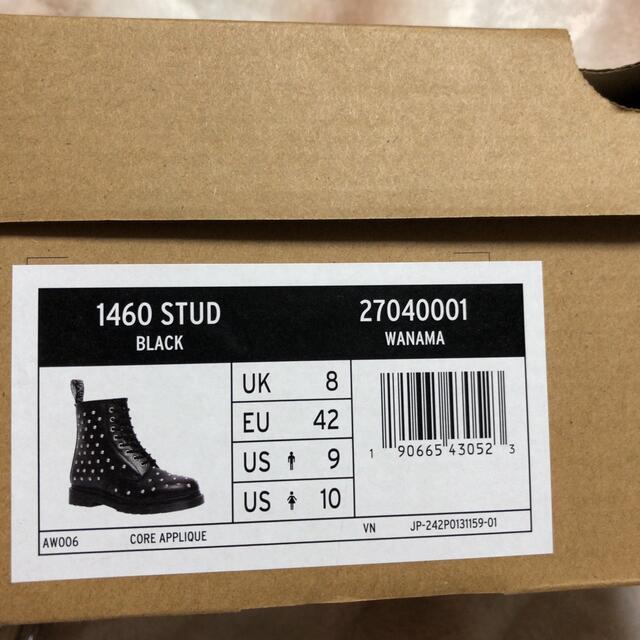 1460 STUD
BLACK
27040001
WANAMA
UK 8
EU 42
US 9
US 10
1 90665 43052 3
AW006 CORE APPLIQUE
VN JP-242P0131159-01